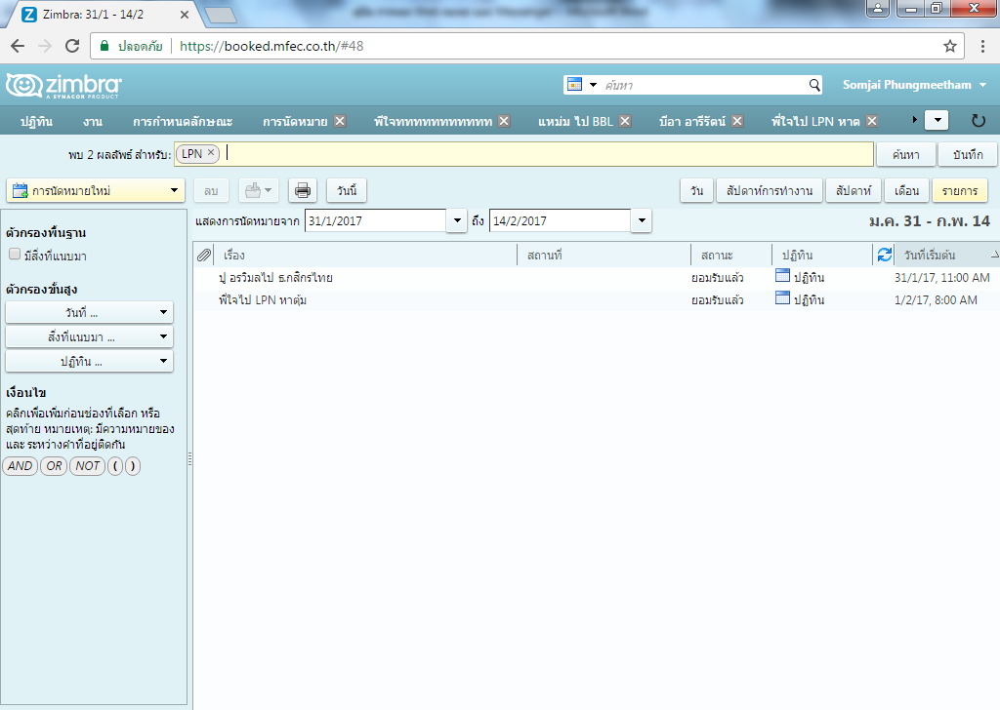 Zimbra: 31/1 - 14/2
ปลอดภัย https://booked.mfec.co.th/#48
zimbra
A SYNACOR PRODUCT
ค้นหา
Somjai Phungmeetham
ปฏิทิน งาน การกำหนดลักษณะ การนัดหมาย พี่ใจททททททททททท แหม่ม ไป BBL บีอา อารีรัตน์ พี่ใจไป LPN หาต
พบ 2 ผลลัพธ์ สำหรับ: LPN ค้นหา บันทึก
การนัดหมายใหม่ ลบ วันนี้ วัน สัปดาห์การทำงาน สัปดาห์ เดือน รายการ
แสดงการนัดหมายจาก 31/1/2017 ถึง 14/2/2017 ม.ค. 31 - ก.พ. 14
ตัวกรองพื้นฐาน
มีสิ่งที่แนบมา
ตัวกรองขั้นสูง
วันที่ ...
สิ่งที่แนบมา ...
ปฏิทิน ...
เงื่อนไข
คลิกเพื่อเพิ่มก่อนช่องที่เลือก หรือ
สุดท้าย หมายเหตุ: มีความหมายของ
และ ระหว่างคำที่อยู่ติดกัน
AND OR NOT ( )
เรื่อง สถานที่ สถานะ ปฏิทิน วันที่เริ่มต้น
ปู อรวิมลไป ธ.กสิกรไทย ยอมรับแล้ว ปฏิทิน 31/1/17, 11:00 AM
พี่ใจไป LPN หาตุ้ม ยอมรับแล้ว ปฏิทิน 1/2/17, 8:00 AM